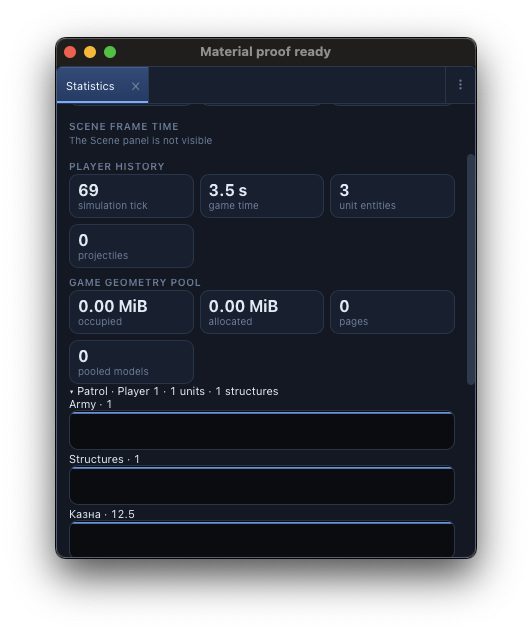 Material proof ready
Statistics
SCENE FRAME TIME
The Scene panel is not visible
PLAYER HISTORY
69 3.5 s 3
simulation tick game time unit entities
0
projectiles
GAME GEOMETRY POOL
0.00 MiB 0.00 MiB 0
occupied allocated pages
0
pooled models
Patrol · Player 1 · 1 units · 1 structures
Army · 1
Structures · 1
Казна · 12.5